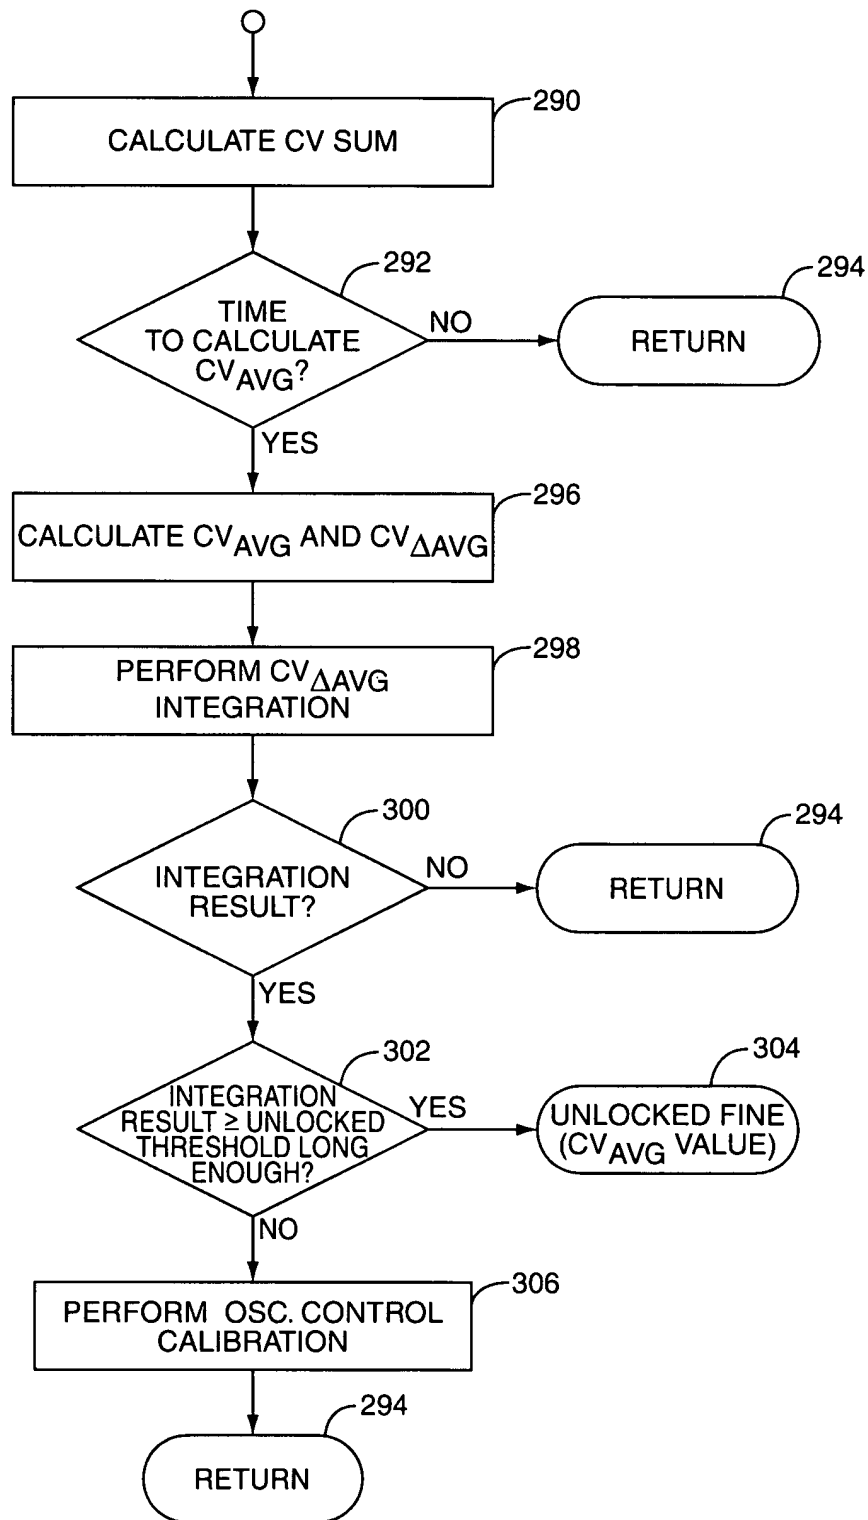 290
CALCULATE CV SUM
292
294
TIME
TO CALCULATE
CVAVG?
NO
RETURN
YES
296
CALCULATE CVAVG AND CVΔAVG
298
PERFORM CVΔAVG
INTEGRATION
300
294
INTEGRATION
RESULT?
NO
RETURN
YES
302
304
INTEGRATION
RESULT ≥ UNLOCKED
THRESHOLD LONG
ENOUGH?
YES
UNLOCKED FINE
(CVAVG VALUE)
NO
306
PERFORM OSC. CONTROL
CALIBRATION
294
RETURN